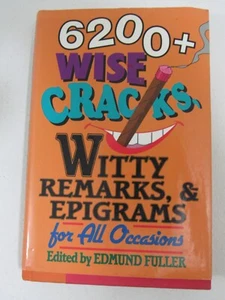 6200+
WISE
CRACKS,
WITTY
REMARKS, &
EPIGRAMS
for All Occasions
Edited by EDMUND FULLER